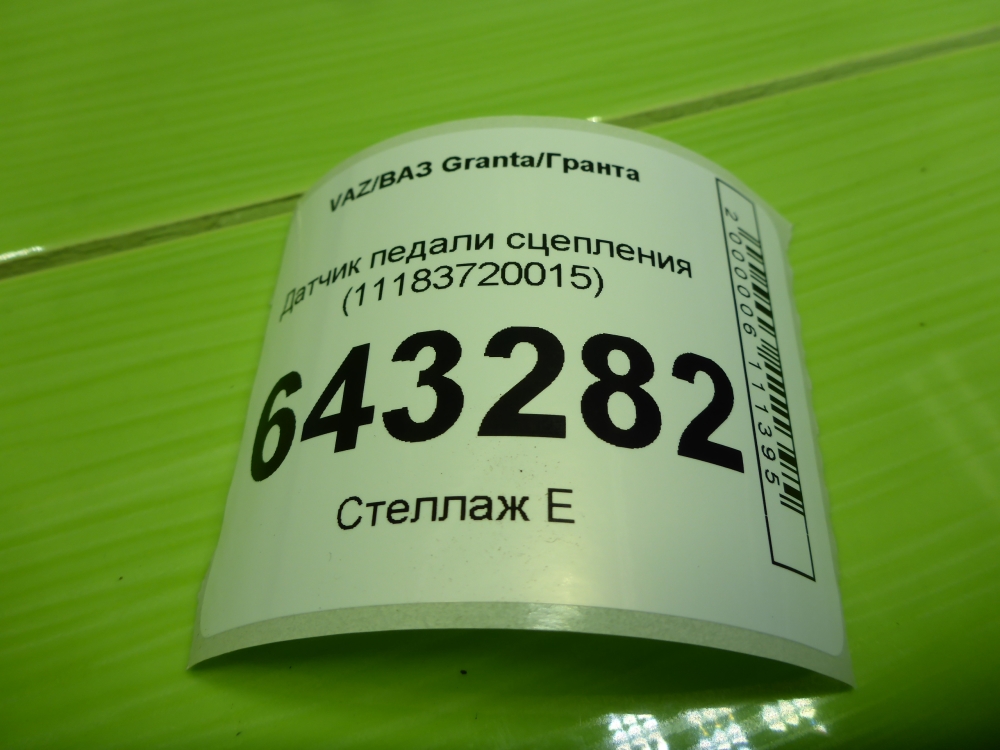 VAZ/ВАЗ Granta/Гранта
Датчик педали сцепления
(11183720015)
643282
Стеллаж Е
2000006111395